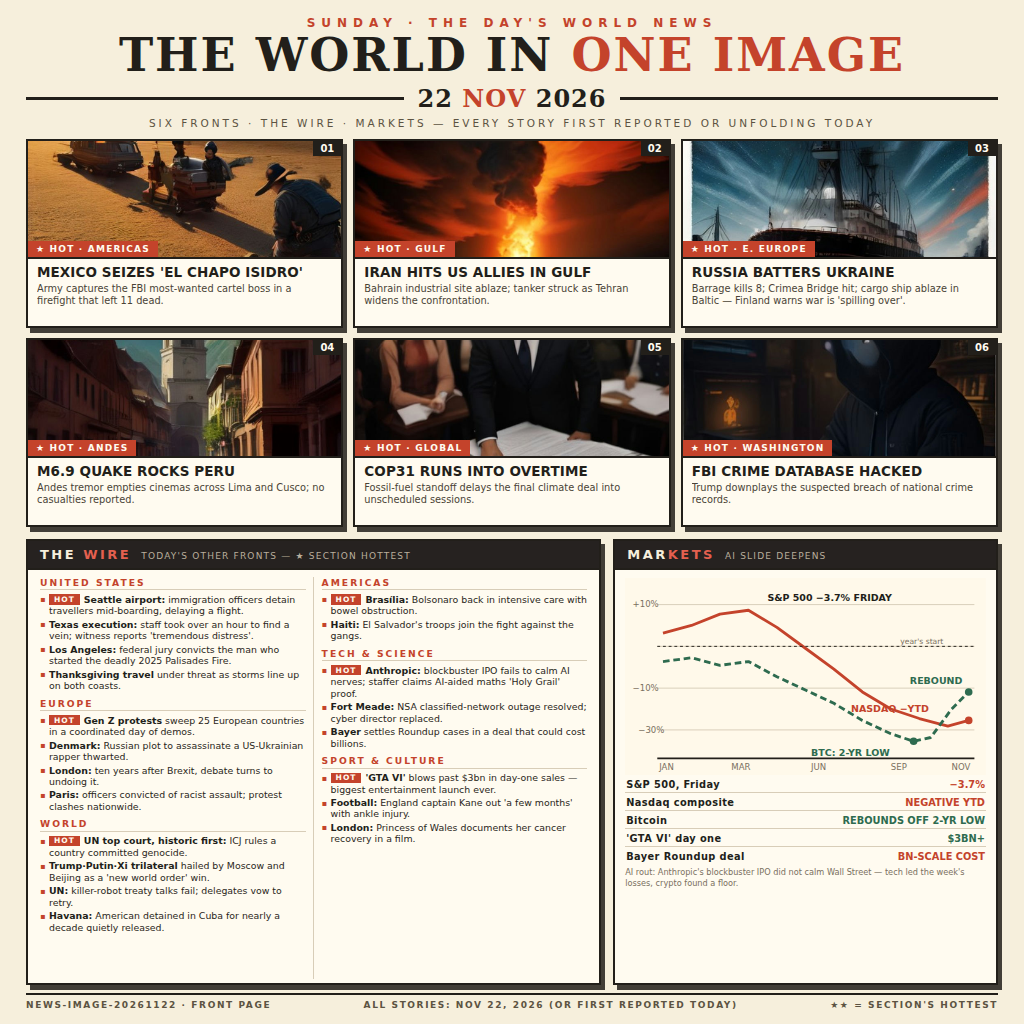 SUNDAY · THE DAY'S WORLD NEWS
THE WORLD IN ONE IMAGE
22 NOV 2026
SIX FRONTS · THE WIRE · MARKETS — EVERY STORY FIRST REPORTED OR UNFOLDING TODAY
01
★ HOT · AMERICAS
MEXICO SEIZES 'EL CHAPO ISIDRO'
Army captures the FBI most-wanted cartel boss in a
firefight that left 11 dead.
02
★ HOT · GULF
IRAN HITS US ALLIES IN GULF
Bahrain industrial site ablaze; tanker struck as Tehran
widens the confrontation.
03
★ HOT · E. EUROPE
RUSSIA BATTERS UKRAINE
Barrage kills 8; Crimea Bridge hit; cargo ship ablaze in
Baltic — Finland warns war is 'spilling over'.
04
★ HOT · ANDES
M6.9 QUAKE ROCKS PERU
Andes tremor empties cinemas across Lima and Cusco; no
casualties reported.
05
★ HOT · GLOBAL
COP31 RUNS INTO OVERTIME
Fossil-fuel standoff delays the final climate deal into
unscheduled sessions.
06
★ HOT · WASHINGTON
FBI CRIME DATABASE HACKED
Trump downplays the suspected breach of national crime
records.
THE WIRE TODAY'S OTHER FRONTS — ★ SECTION HOTTEST
UNITED STATES
HOT Seattle airport: immigration officers detain
travellers mid-boarding, delaying a flight.
Texas execution: staff took over an hour to find a
vein; witness reports 'tremendous distress'.
Los Angeles: federal jury convicts the man who
started the deadly 2025 Palisades Fire.
Thanksgiving travel under threat as storms line up
on both coasts.
EUROPE
HOT Gen Z protests sweep 25 European countries
in a coordinated day of demos.
Denmark: Russian plot to assassinate a US-Ukrainian
rapper thwarted.
London: ten years after Brexit, debate turns to
undoing it.
Paris: officers convicted of racist assault; protest
clashes nationwide.
WORLD
HOT UN top court, historic first: ICJ rules a
country committed genocide.
Trump-Putin-Xi trilateral hailed by Moscow and
Beijing as a 'new world order' win.
UN: killer-robot treaty talks fail; delegates vow to
retry.
Havana: American detained in Cuba for nearly a
decade quietly released.
AMERICAS
HOT Brasília: Bolsonaro back in intensive care with
bowel obstruction.
Haiti: El Salvador's troops join the fight against the
gangs.
TECH & SCIENCE
HOT Anthropic: blockbuster IPO fails to calm AI
nerves; staffer claims AI-aided maths 'Holy Grail'
proof.
Fort Meade: NSA classified-network outage resolved;
cyber director replaced.
Bayer settles Roundup cases in a deal that could cost
billions.
SPORT & CULTURE
HOT 'GTA VI' blows past $3bn in day-one sales —
biggest entertainment launch ever.
Football: England captain Kane out 'a few months'
with ankle injury.
London: Princess of Wales documents her cancer
recovery in a film.
MARKETS AI SLIDE DEEPENS
S&P 500 −3.7% FRIDAY
+10%
year's start
REBOUND
−10%
NASDAQ −YTD
−30%
BTC: 2-YR LOW
JAN MAR JUN SEP NOV
S&P 500, Friday −3.7%
Nasdaq composite NEGATIVE YTD
Bitcoin REBOUNDS OFF 2-YR LOW
'GTA VI' day one $3BN+
Bayer Roundup deal BN-SCALE COST
AI rout: Anthropic's blockbuster IPO did not calm Wall Street — tech led the week's
losses, crypto found a floor.
NEWS-IMAGE-20261122 · FRONT PAGE
ALL STORIES: NOV 22, 2026 (OR FIRST REPORTED TODAY)
★★ = SECTION'S HOTTEST